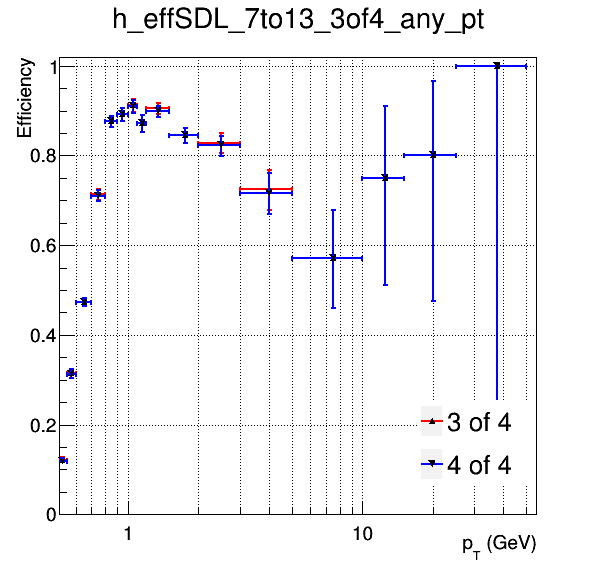 h_effSDL_7to13_3of4_any_pt
Efficiency
1
0.8
0.6
0.4
0.2
0
3 of 4
4 of 4
1
10
pT (GeV)